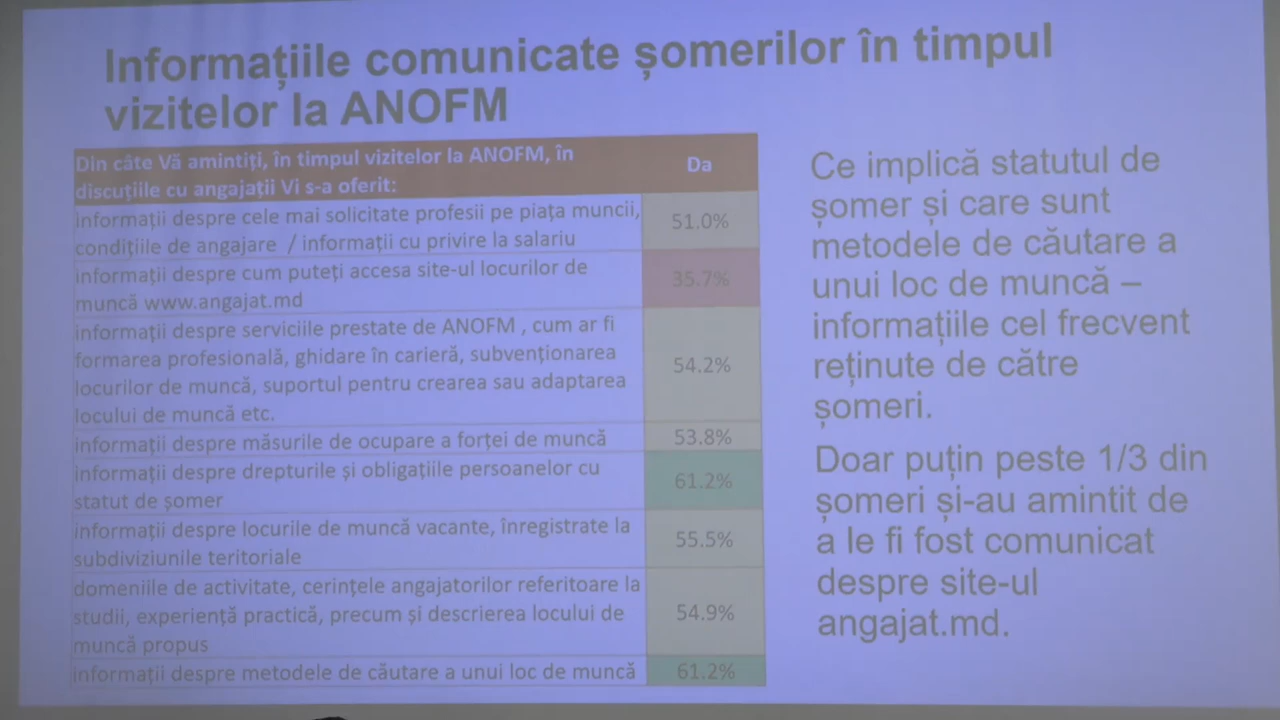 Informațiile comunicate șomerilor în timpul
vizitelor la ANOFM
Din câte Vă amintiți, în timpul vizitelor la ANOFM, în
discuțiile cu angajații Vi s-a oferit:
Da
informații despre cele mai solicitate profesii pe piața muncii,
condițiile de angajare / informații cu privire la salariu
51.0%
informații despre cum puteți accesa site-ul locurilor de
muncă www.angajat.md
35.7%
informații despre serviciile prestate de ANOFM , cum ar fi
formarea profesională, ghidare în carieră, subvenționarea
locurilor de muncă, suportul pentru crearea sau adaptarea
locului de muncă etc.
54.2%
informații despre măsurile de ocupare a forței de muncă
53.8%
informații despre drepturile și obligațiile persoanelor cu
statut de șomer
61.2%
informații despre locurile de muncă vacante, înregistrate la
subdiviziunile teritoriale
55.5%
domeniile de activitate, cerințele angajatorilor referitoare la
studii, experiență practică, precum și descrierea locului de
muncă propus
54.9%
informații despre metodele de căutare a unui loc de muncă
61.2%
Ce implică statutul de
șomer și care sunt
metodele de căutare a
unui loc de muncă –
informațiile cel frecvent
reținute de către
șomeri.
Doar puțin peste 1/3 din
șomeri și-au amintit de
a le fi fost comunicat
despre site-ul
angajat.md.